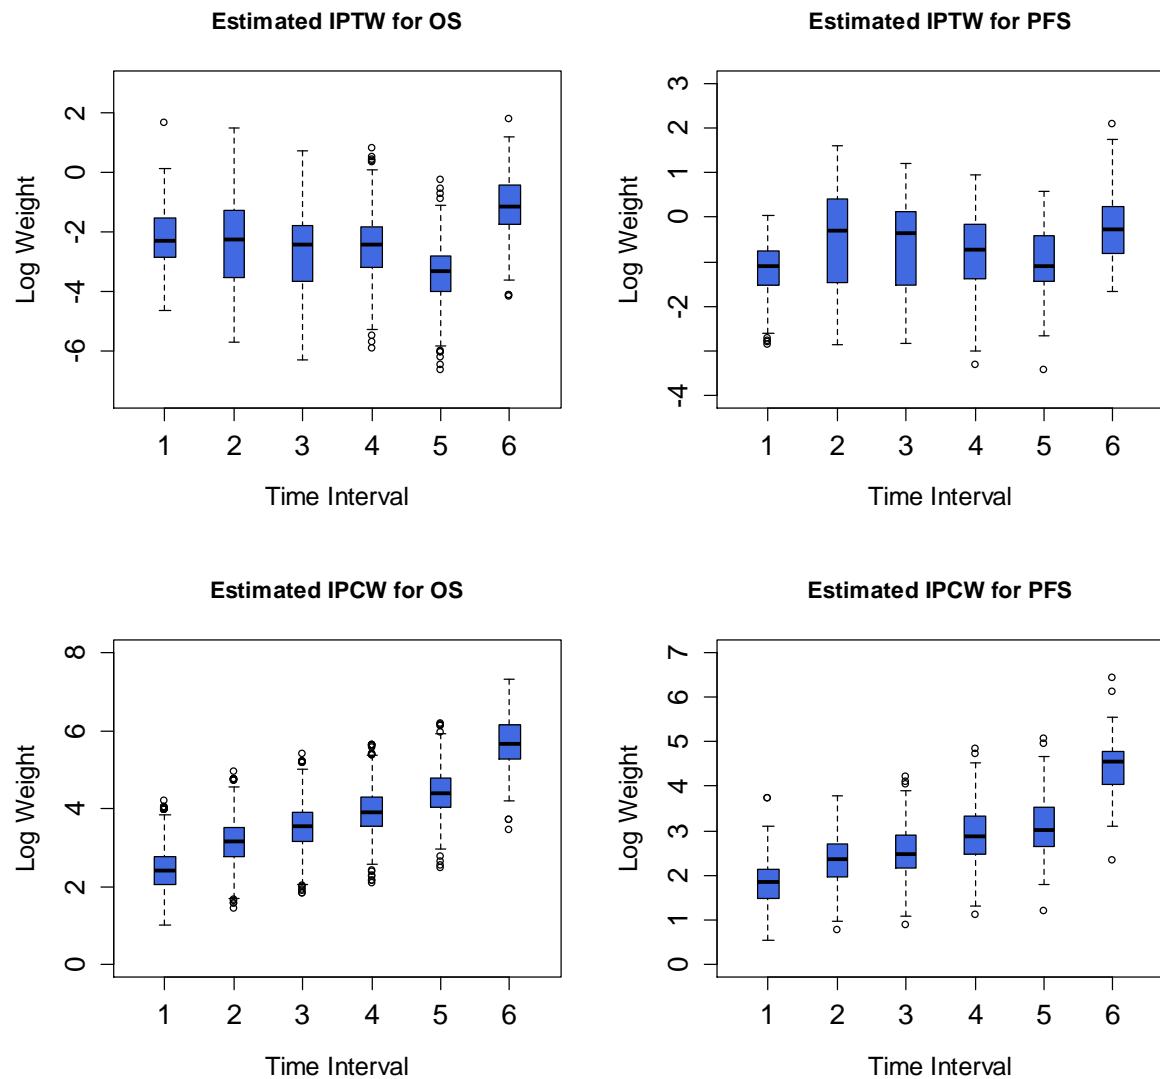 Estimated IPTW for OS
Log Weight
2
0
-2
-4
-6
1 2 3 4 5 6
Time Interval
Estimated IPTW for PFS
Log Weight
3
2
1
0
-2
-4
1 2 3 4 5 6
Time Interval
Estimated IPCW for OS
Log Weight
8
6
4
2
0
1 2 3 4 5 6
Time Interval
Estimated IPCW for PFS
Log Weight
7
6
5
4
3
2
1
0
1 2 3 4 5 6
Time Interval